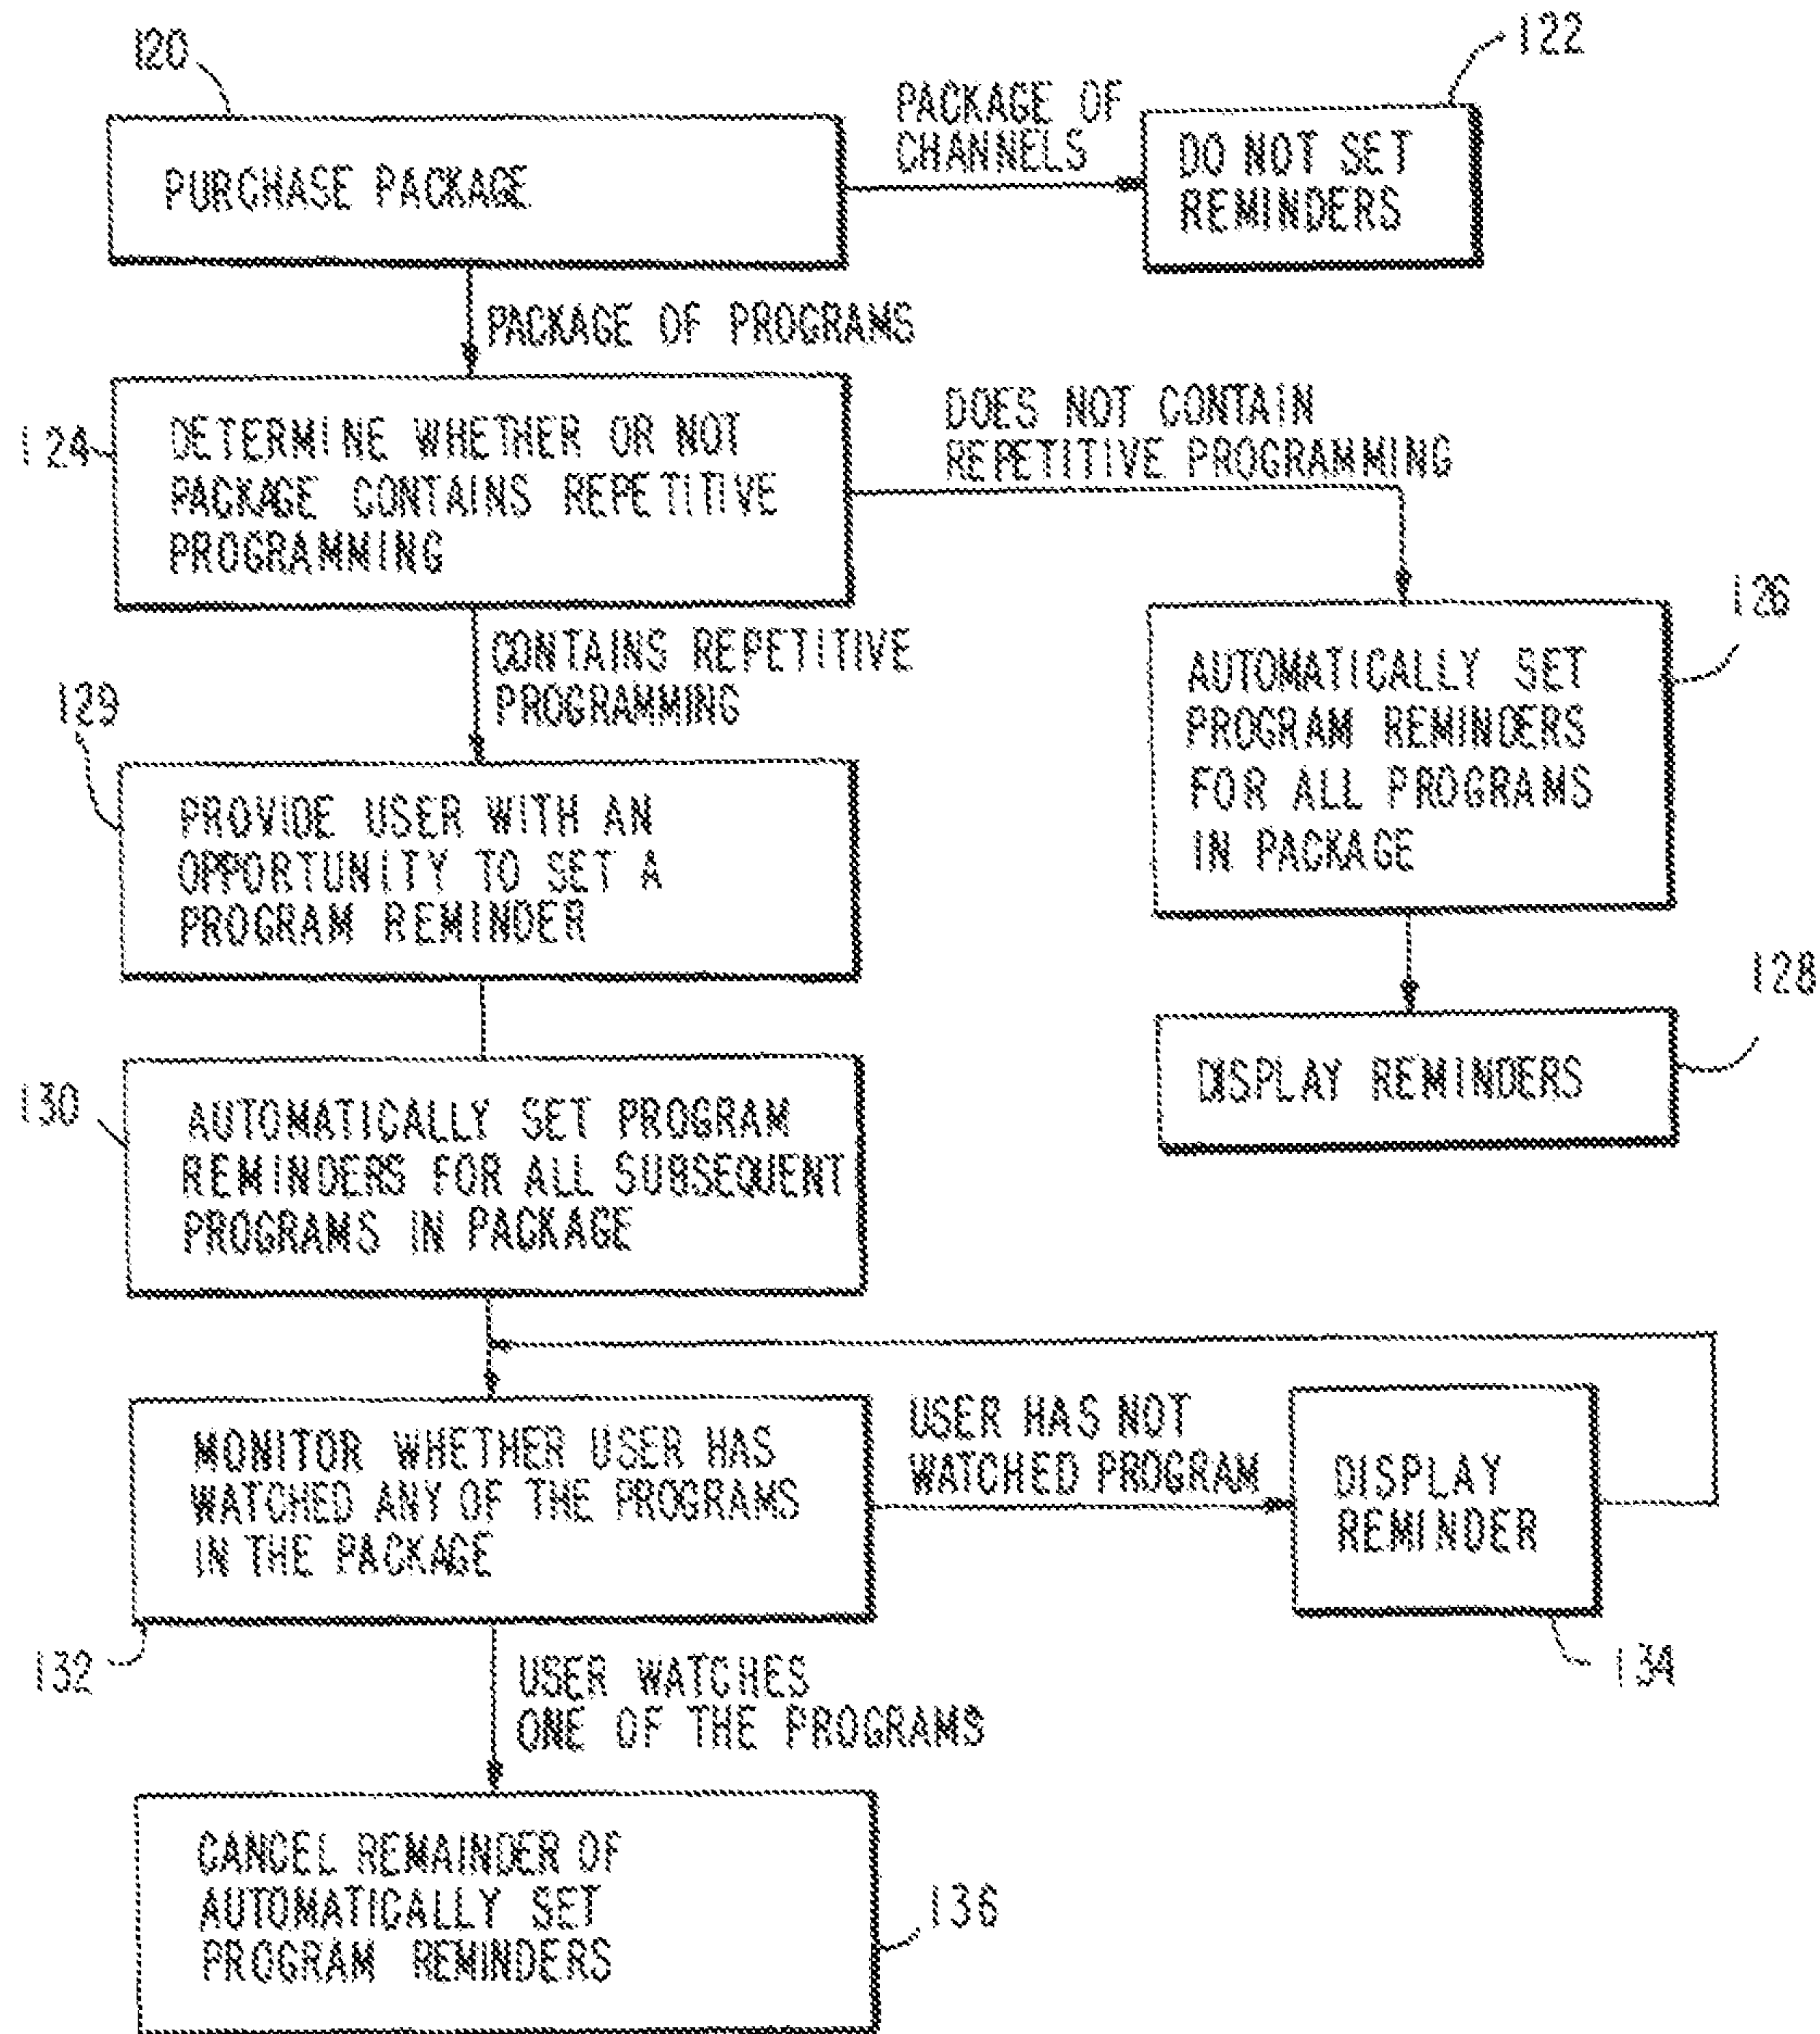 120
122
PACKAGE OF
CHANNELS
PURCHASE PACKAGE
DO NOT SET
REMINDERS
PACKAGE OF PROGRAMS
124
DETERMINE WHETHER OR NOT
PACKAGE CONTAINS REPETITIVE
PROGRAMMING
DOES NOT CONTAIN
REPETITIVE PROGRAMMING
126
CONTAINS REPETITIVE
PROGRAMMING
AUTOMATICALLY SET
PROGRAM REMINDERS
FOR ALL PROGRAMS
IN PACKAGE
129
PROVIDE USER WITH AN
OPPORTUNITY TO SET A
PROGRAM REMINDER
128
DISPLAY REMINDERS
130
AUTOMATICALLY SET PROGRAM
REMINDERS FOR ALL SUBSEQUENT
PROGRAMS IN PACKAGE
MONITOR WHETHER USER HAS
WATCHED ANY OF THE PROGRAMS
IN THE PACKAGE
USER HAS NOT
WATCHED PROGRAM
DISPLAY
REMINDER
132
134
USER WATCHES
ONE OF THE PROGRAMS
CANCEL REMAINDER OF
AUTOMATICALLY SET
PROGRAM REMINDERS
136